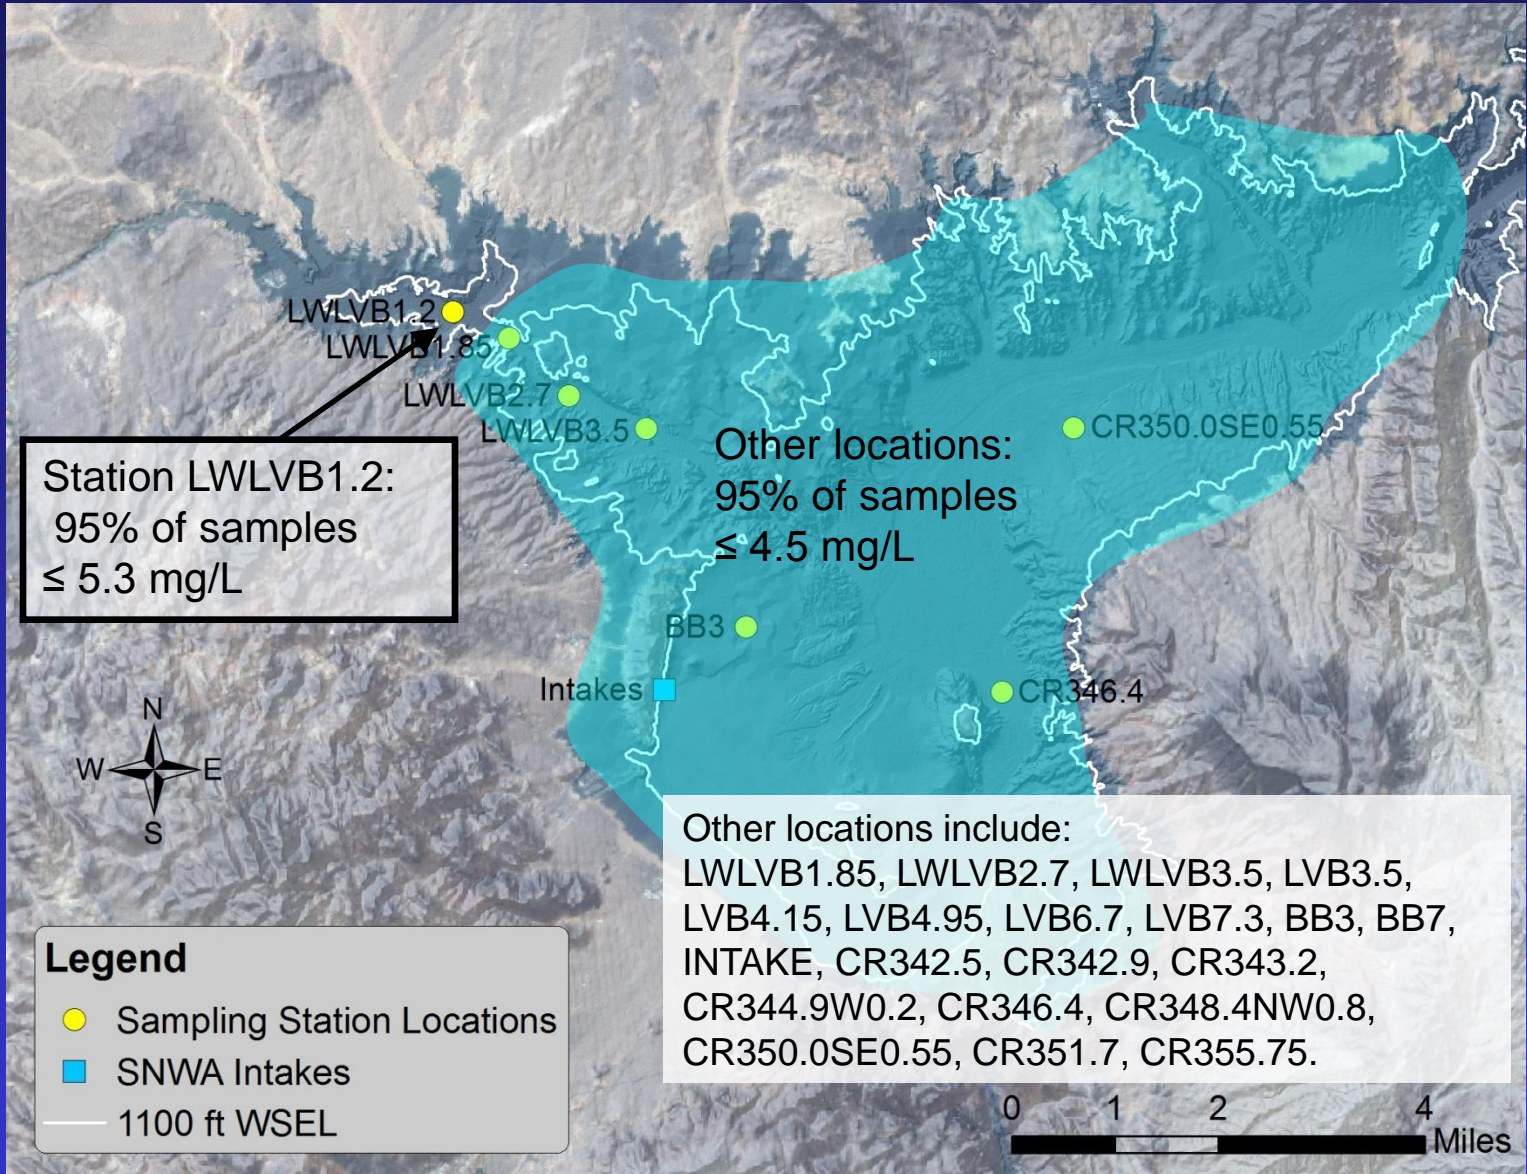 LWLVB1.2
LWLVB1.85
LWLVB2.7
LWLVB3.5
CR350.0SE0.55
Other locations:
95% of samples
≤ 4.5 mg/L
Station LWLVB1.2:
95% of samples
≤ 5.3 mg/L
BB3
Intakes
CR346.4
N
W
E
S
Other locations include:
LWLVB1.85, LWLVB2.7, LWLVB3.5, LVB3.5,
LVB4.15, LVB4.95, LVB6.7, LVB7.3, BB3, BB7,
INTAKE, CR342.5, CR342.9, CR343.2,
CR344.9W0.2, CR346.4, CR348.4NW0.8,
CR350.0SE0.55, CR351.7, CR355.75.
Legend
Sampling Station Locations
SNWA Intakes
1100 ft WSEL
0 1 2 4
Miles